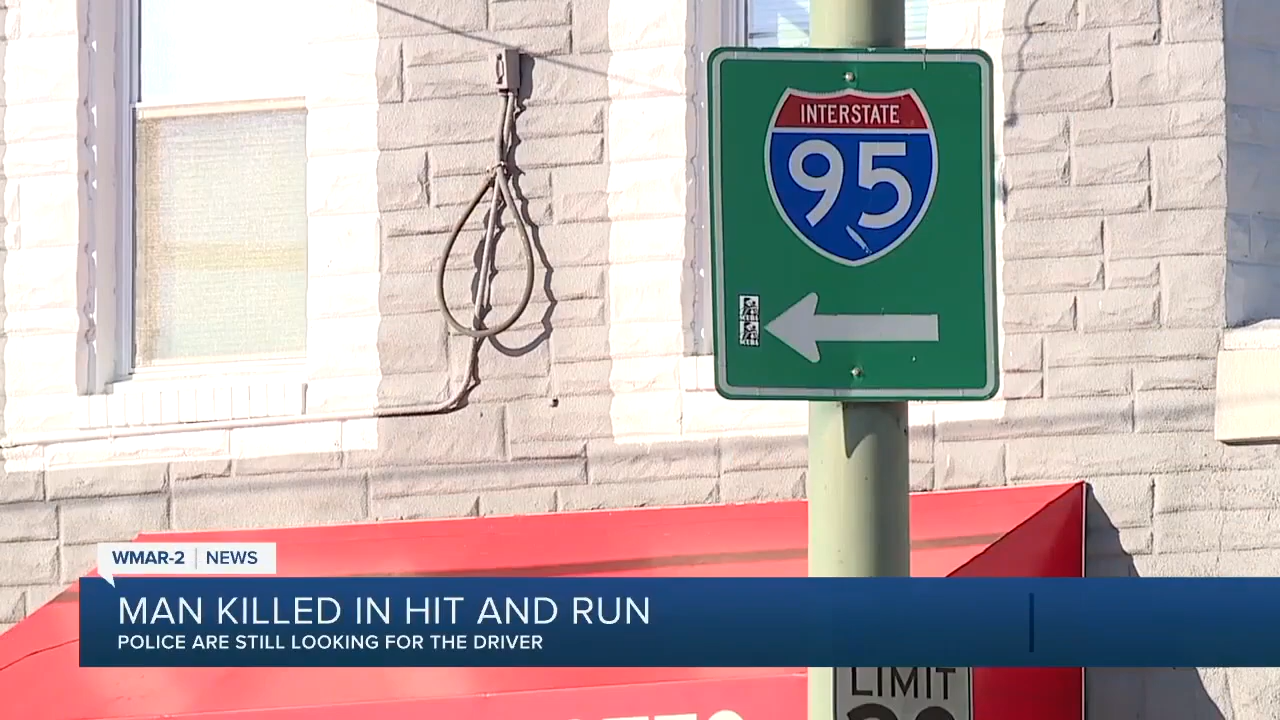 INTERSTATE
95
WMAR-2 | NEWS
MAN KILLED IN HIT AND RUN
POLICE ARE STILL LOOKING FOR THE DRIVER
LIMIT